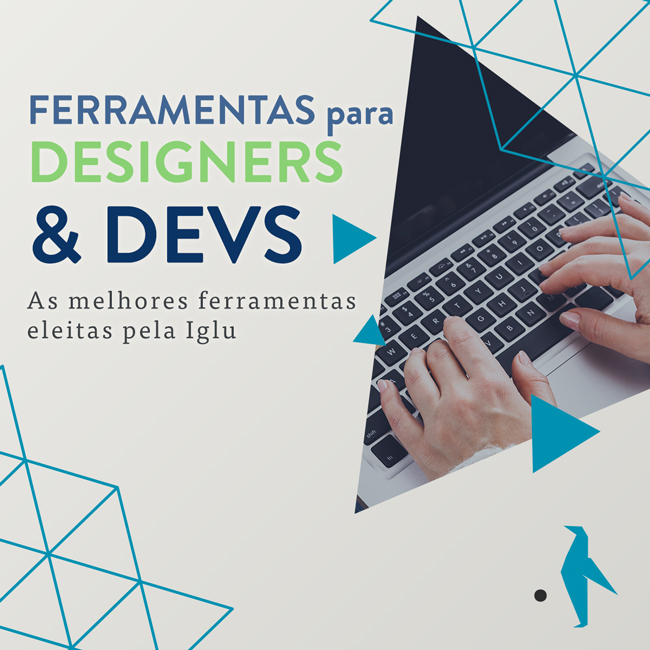 FERRAMENTAS para
DESIGNERS
& DEVS
As melhores ferramentas
eleitas pela Iglu